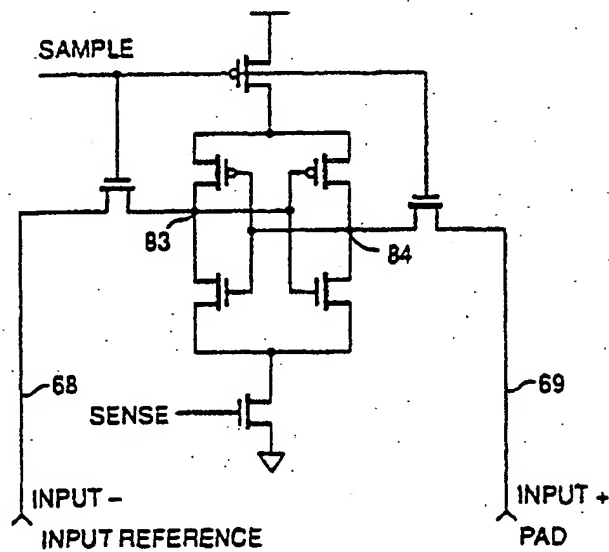 SAMPLE
83
84
68
69
SENSE
INPUT –
INPUT REFERENCE
INPUT +
PAD